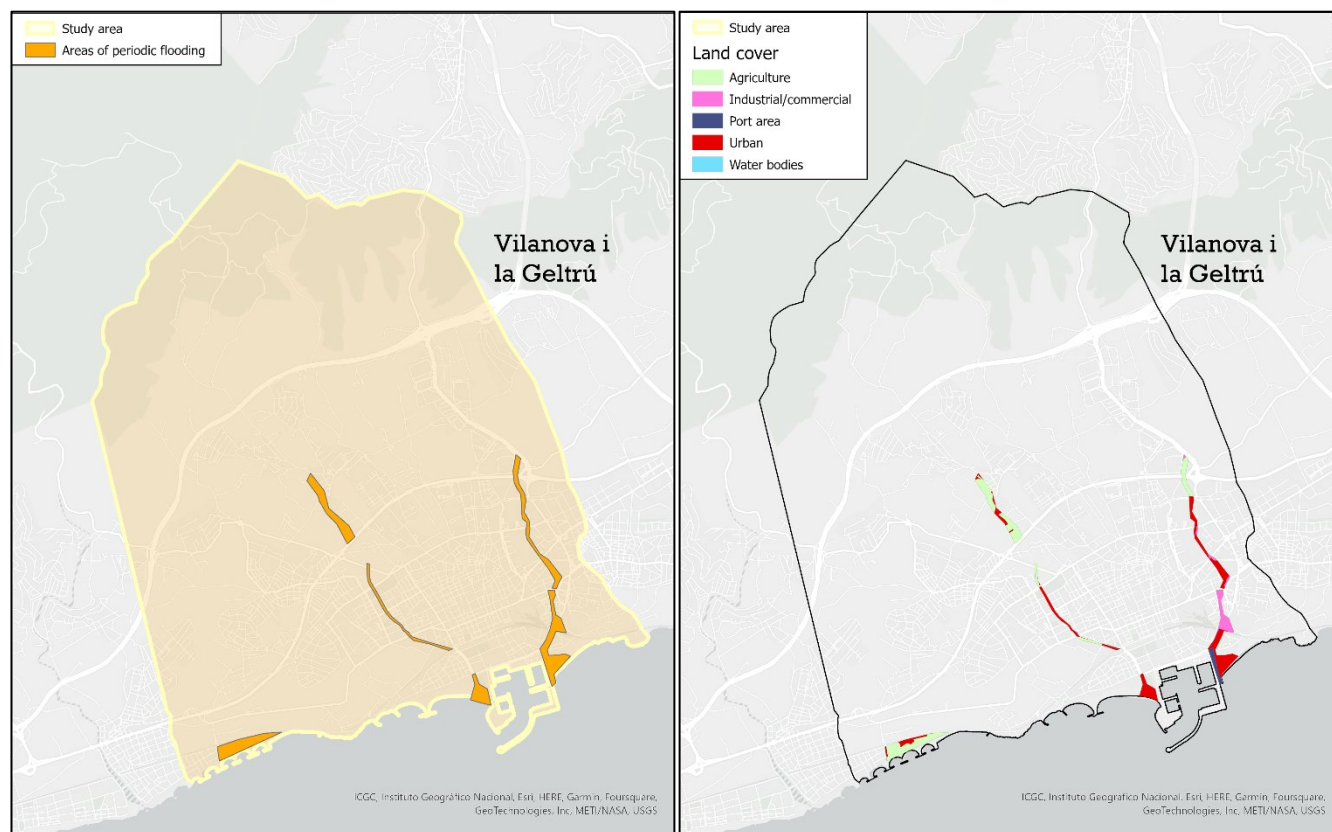 Study area
Areas of periodic flooding
Vilanova i
la Geltrú
ICGC, Instituto Geográfico Nacional, Esri, HERE, Garmin, Foursquare,
GeoTechnologies, Inc, METI/NASA, USGS
Study area
Land cover
Agriculture
Industrial/commercial
Port area
Urban
Water bodies
Vilanova i
la Geltrú
ICGC, Instituto Geográfico Nacional, Esri, HERE, Garmin, Foursquare,
GeoTechnologies, Inc, METI/NASA, USGS